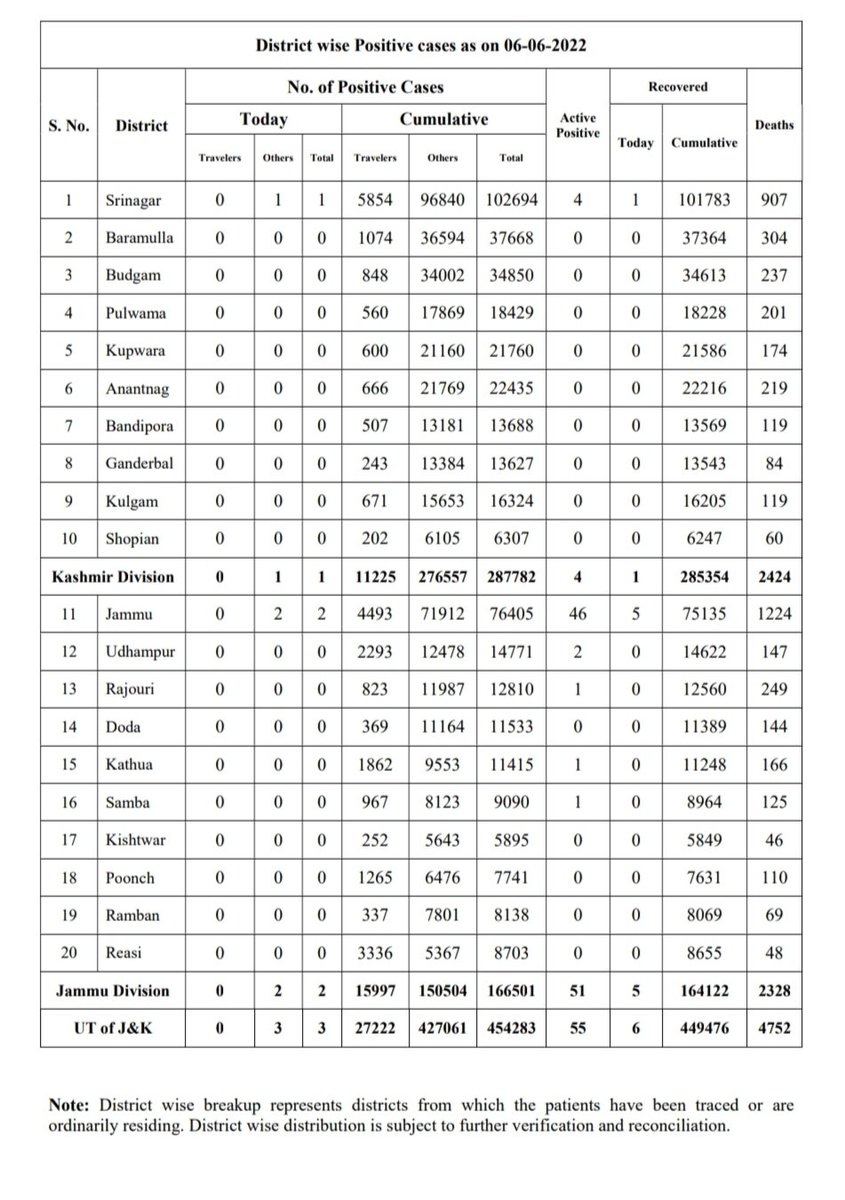 District wise Positive cases as on 06-06-2022
S. No. District No. of Positive Cases Active Positive Recovered Deaths
Today Cumulative Today Cumulative
Travelers Others Total Travelers Others Total
1 Srinagar 0 1 1 5854 96840 102694 4 1 101783 907
2 Baramulla 0 0 0 1074 36594 37668 0 0 37364 304
3 Budgam 0 0 0 848 34002 34850 0 0 34613 237
4 Pulwama 0 0 0 560 17869 18429 0 0 18228 201
5 Kupwara 0 0 0 600 21160 21760 0 0 21586 174
6 Anantnag 0 0 0 666 21769 22435 0 0 22216 219
7 Bandipora 0 0 0 507 13181 13688 0 0 13569 119
8 Ganderbal 0 0 0 243 13384 13627 0 0 13543 84
9 Kulgam 0 0 0 671 15653 16324 0 0 16205 119
10 Shopian 0 0 0 202 6105 6307 0 0 6247 60
Kashmir Division 0 1 1 11225 276557 287782 4 1 285354 2424
11 Jammu 0 2 2 4493 71912 76405 46 5 75135 1224
12 Udhampur 0 0 0 2293 12478 14771 2 0 14622 147
13 Rajouri 0 0 0 823 11987 12810 1 0 12560 249
14 Doda 0 0 0 369 11164 11533 0 0 11389 144
15 Kathua 0 0 0 1862 9553 11415 1 0 11248 166
16 Samba 0 0 0 967 8123 9090 1 0 8964 125
17 Kishtwar 0 0 0 252 5643 5895 0 0 5849 46
18 Poonch 0 0 0 1265 6476 7741 0 0 7631 110
19 Ramban 0 0 0 337 7801 8138 0 0 8069 69
20 Reasi 0 0 0 3336 5367 8703 0 0 8655 48
Jammu Division 0 2 2 15997 150504 166501 51 5 164122 2328
UT of J&K 0 3 3 27222 427061 454283 55 6 449476 4752
Note: District wise breakup represents districts from which the patients have been traced or are
ordinarily residing. District wise distribution is subject to further verification and reconciliation.